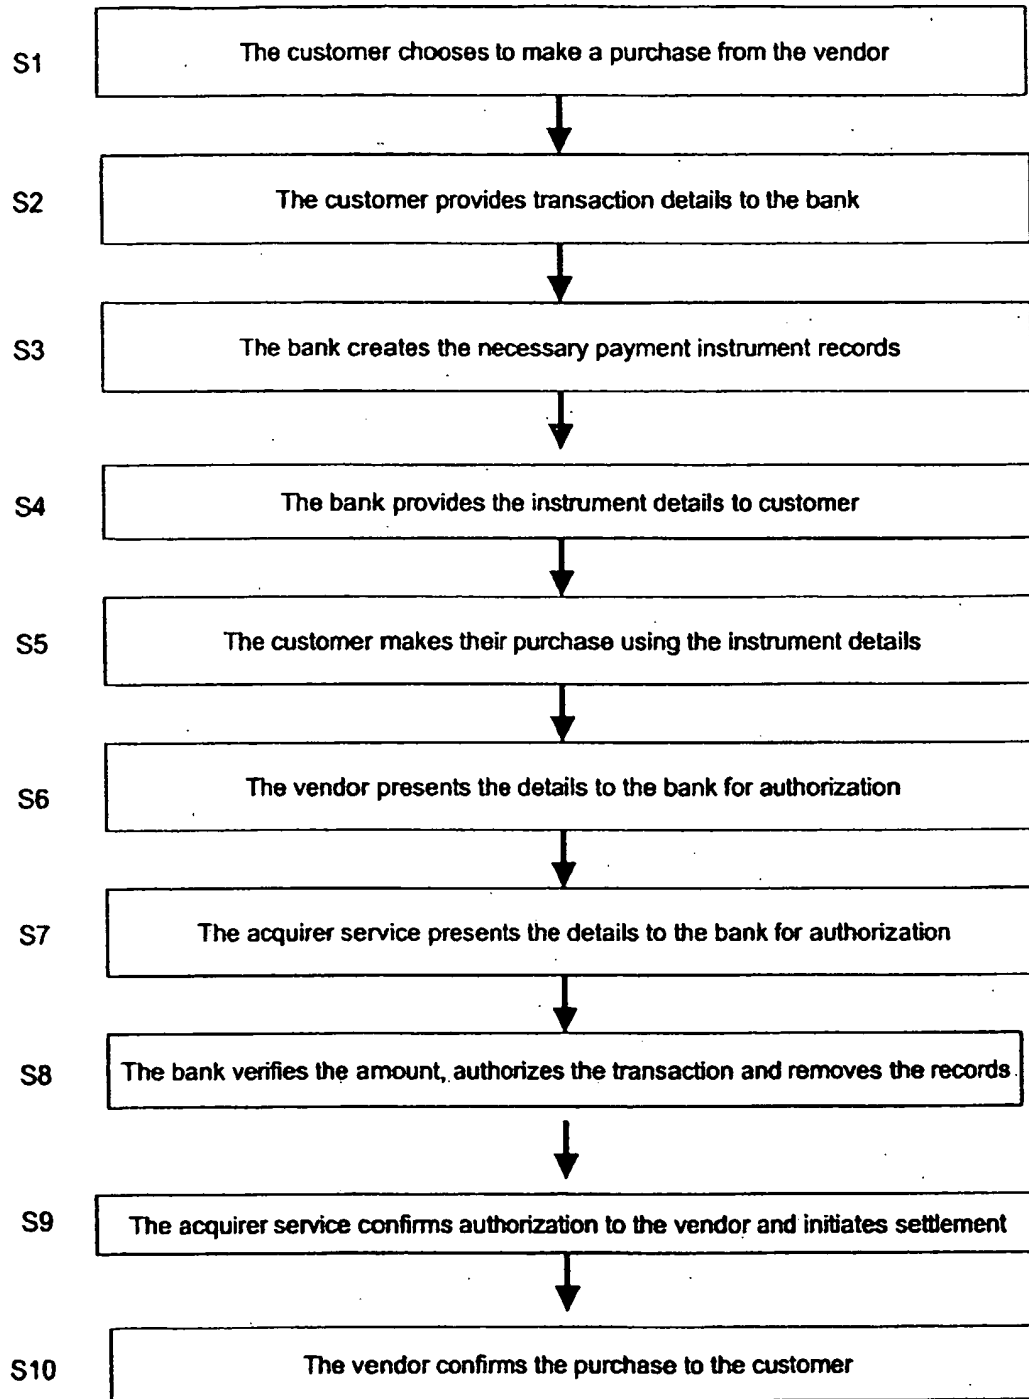 S1 The customer chooses to make a purchase from the vendor
S2 The customer provides transaction details to the bank
S3 The bank creates the necessary payment instrument records
S4 The bank provides the instrument details to customer
S5 The customer makes their purchase using the instrument details
S6 The vendor presents the details to the bank for authorization
S7 The acquirer service presents the details to the bank for authorization
S8 The bank verifies the amount, authorizes the transaction and removes the records
S9 The acquirer service confirms authorization to the vendor and initiates settlement
S10 The vendor confirms the purchase to the customer